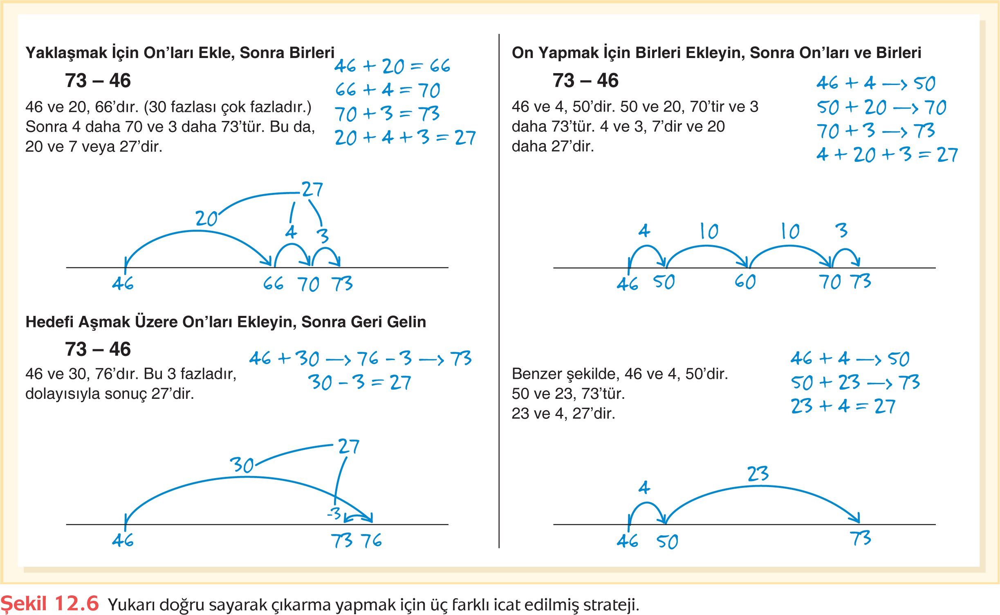 Yaklaşmak İçin On’ları Ekle, Sonra Birleri
73 – 46
46 ve 20, 66’dır. (30 fazlası çok fazladır.)
Sonra 4 daha 70 ve 3 daha 73’tür. Bu da,
20 ve 7 veya 27’dir.
46 + 20 = 66
66 + 4 = 70
70 + 3 = 73
20 + 4 + 3 = 27
27
20
4 3
46 66 70 73
Hedefi Aşmak Üzere On’ları Ekleyin, Sonra Geri Gelin
73 – 46
46 ve 30, 76’dır. Bu 3 fazladır,
dolayısıyla sonuç 27’dir.
46 + 30 → 76 - 3 → 73
30 - 3 = 27
27
30
-3
46 73 76
On Yapmak İçin Birleri Ekleyin, Sonra On’ları ve Birleri
73 – 46
46 ve 4, 50’dir. 50 ve 20, 70’tir ve 3
daha 73’tür. 4 ve 3, 7’dir ve 20
daha 27’dir.
46 + 4 → 50
50 + 20 → 70
70 + 3 → 73
4 + 20 + 3 = 27
4 10 10 3
46 50 60 70 73
Benzer şekilde, 46 ve 4, 50’dir.
50 ve 23, 73’tür.
23 ve 4, 27’dir.
46 + 4 → 50
50 + 23 → 73
23 + 4 = 27
23
4
46 50 73
Şekil 12.6 Yukarı doğru sayarak çıkarma yapmak için üç farklı icat edilmiş strateji.